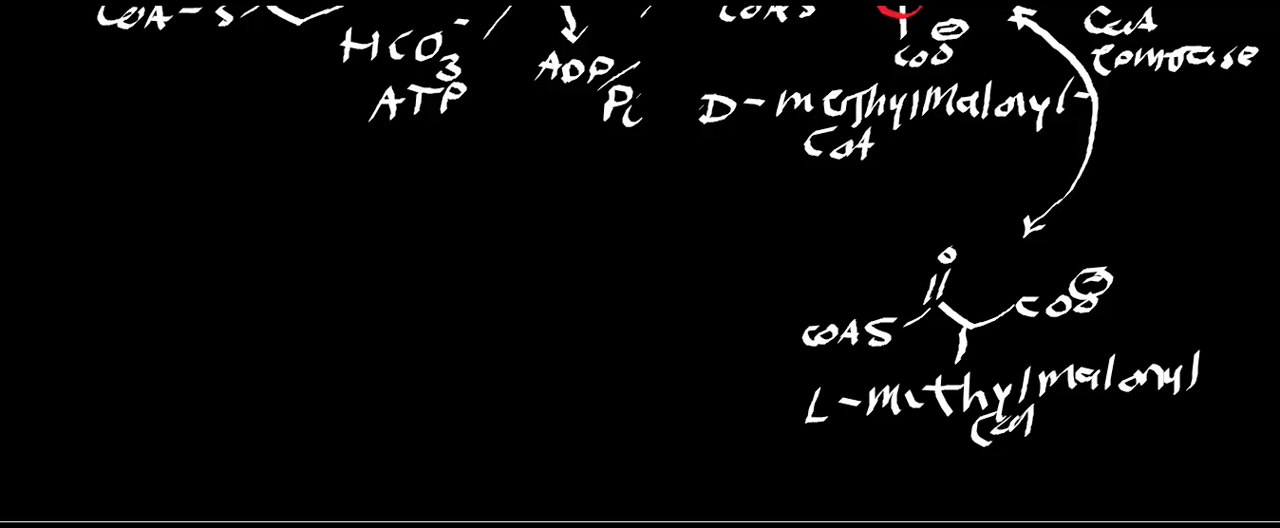 COA-S
HCO3-
ATP
ADP/
Pi
COAS
COO⊖
D-methylmalonyl-
CoA
CoA
O
COAS
COO⊖
L-methylmalonyl
CoA